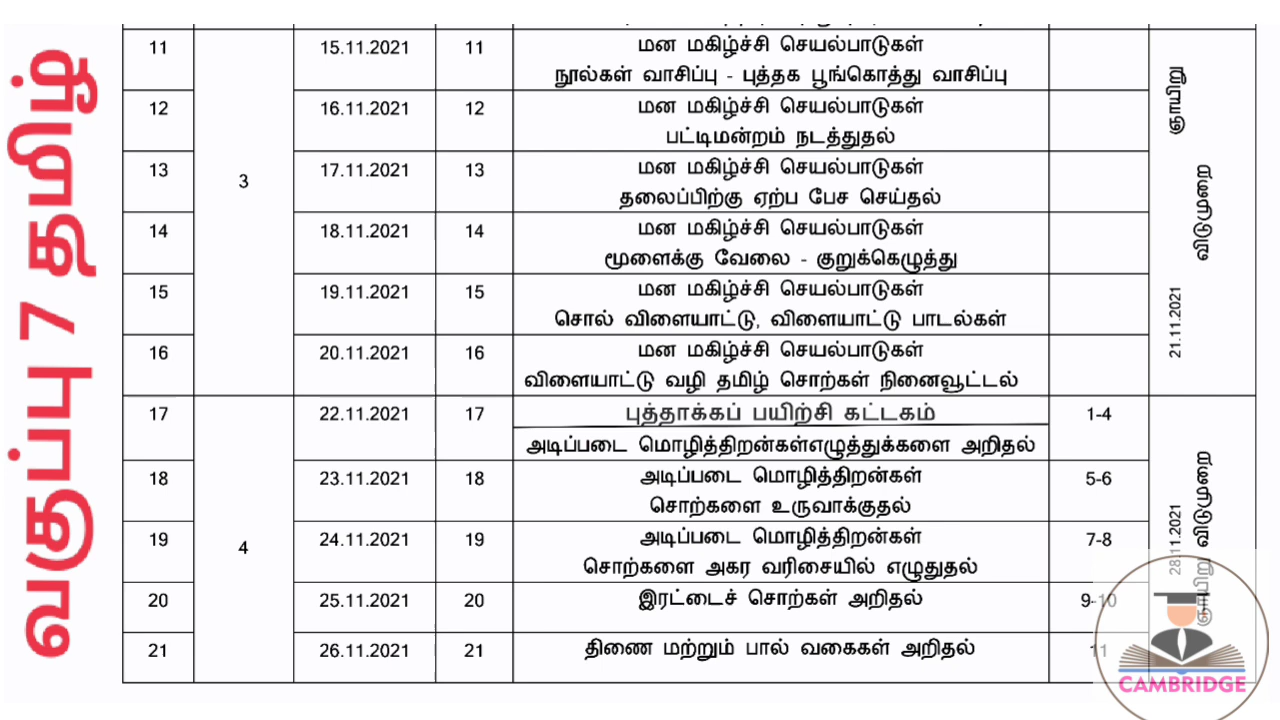 வகுப்பு 7 தமிழ்
11 3 15.11.2021 11 மன மகிழ்ச்சி செயல்பாடுகள்
நூல்கள் வாசிப்பு - புத்தக பூங்கொத்து வாசிப்பு
12 16.11.2021 12 மன மகிழ்ச்சி செயல்பாடுகள்
பட்டிமன்றம் நடத்துதல்
13 17.11.2021 13 மன மகிழ்ச்சி செயல்பாடுகள்
தலைப்பிற்கு ஏற்ப பேச செய்தல்
14 18.11.2021 14 மன மகிழ்ச்சி செயல்பாடுகள்
மூளைக்கு வேலை - குறுக்கெழுத்து
15 19.11.2021 15 மன மகிழ்ச்சி செயல்பாடுகள்
சொல் விளையாட்டு, விளையாட்டு பாடல்கள்
16 20.11.2021 16 மன மகிழ்ச்சி செயல்பாடுகள்
விளையாட்டு வழி தமிழ் சொற்கள் நினைவூட்டல்
21.11.2021 ஞாயிறு
விடுமுறை
17 4 22.11.2021 17 புத்தாக்கப் பயிற்சி கட்டகம் 1-4
அடிப்படை மொழித்திறன்கள்எழுத்துக்களை அறிதல்
18 23.11.2021 18 அடிப்படை மொழித்திறன்கள் 5-6
சொற்களை உருவாக்குதல்
19 24.11.2021 19 அடிப்படை மொழித்திறன்கள் 7-8
சொற்களை அகர வரிசையில் எழுதுதல்
20 25.11.2021 20 இரட்டைச் சொற்கள் அறிதல் 9-10
21 26.11.2021 21 திணை மற்றும் பால் வகைகள் அறிதல் 11
28.11.2021
ஞாயிறு விடுமுறை
CAMBRIDGE